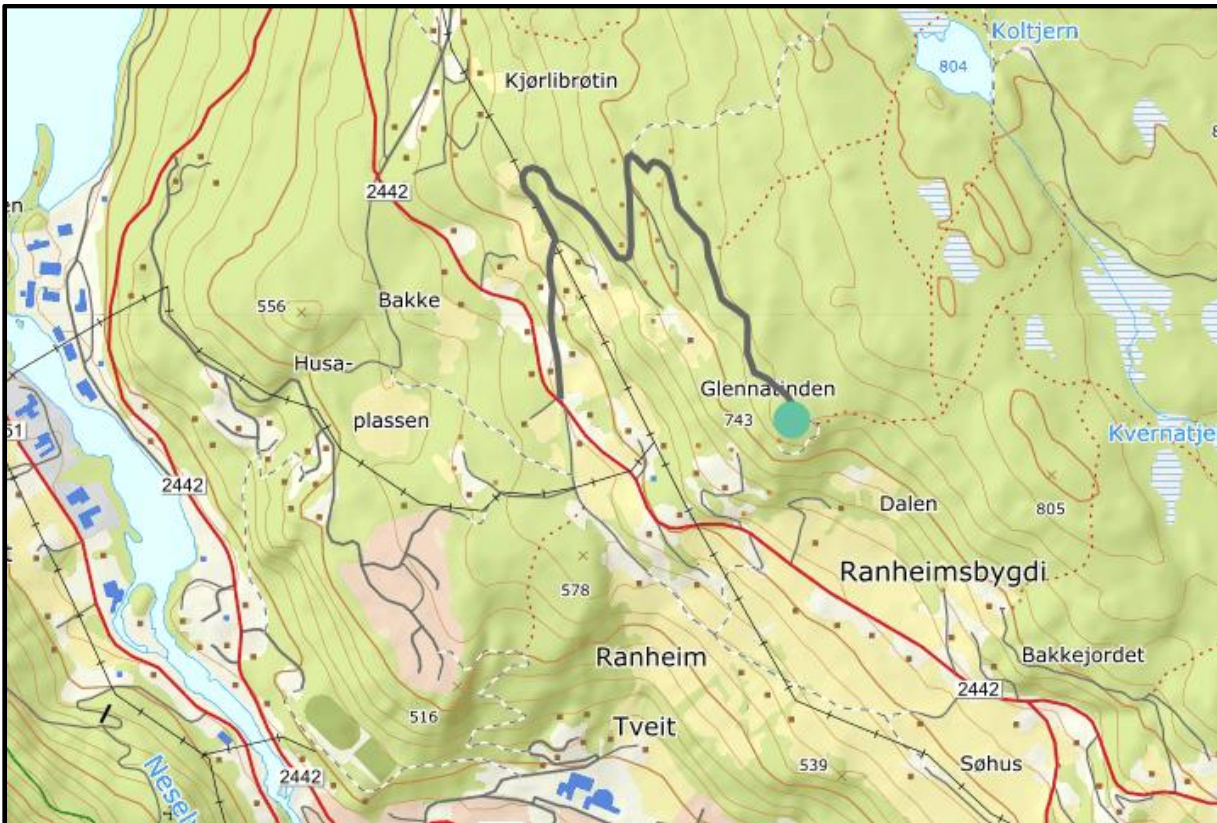 Koltjern
804
Kjørlibrøtin
2442
Bakke
556
Husa-
plassen
Glennatinden
743
Kvernatje
2442
Dalen
805
Ranheimsbygdi
578
Ranheim
Bakkejordet
2442
516
Tveit
Søhus
539
2442
Neselv